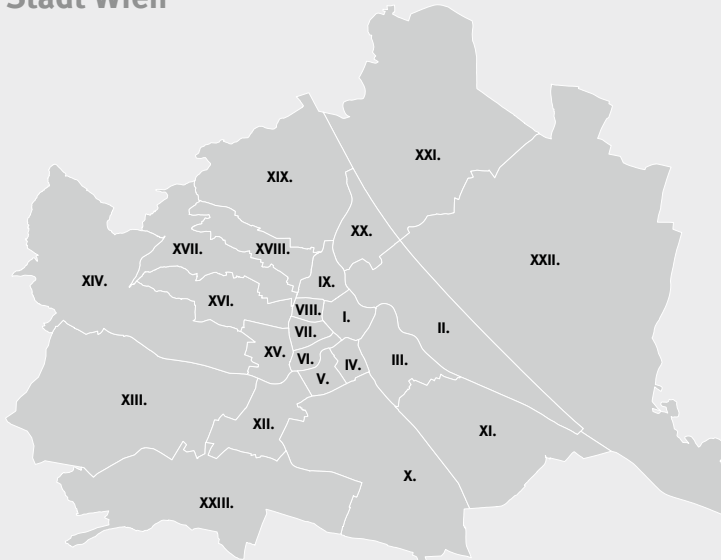 Stadt Wien
XXI.
XIX.
XX.
XVII.
XVIII.
XXII.
XIV.
IX.
XVI.
VIII.
I.
II.
VII.
XV.
VI.
IV.
III.
V.
XIII.
XII.
XI.
X.
XXIII.